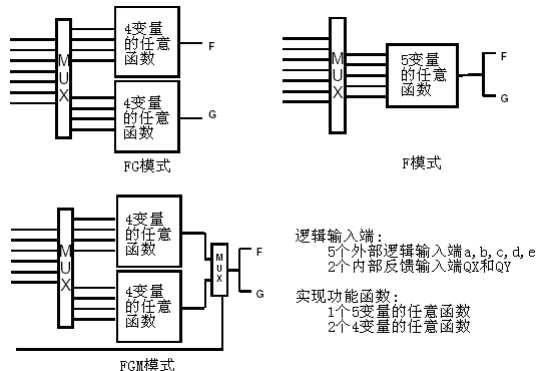 MUX
4变量
的任意
函数
F
4变量
的任意
函数
G
FG模式
MUX
5变量
的任意
函数
F
G
F模式
MUX
4变量
的任意
函数
4变量
的任意
函数
MUX
F
G
FGM模式
逻辑输入端:
5个外部逻辑输入端a,b,c,d,e
2个内部反馈输入端QX和QY
实现功能函数:
1个5变量的任意函数
2个4变量的任意函数